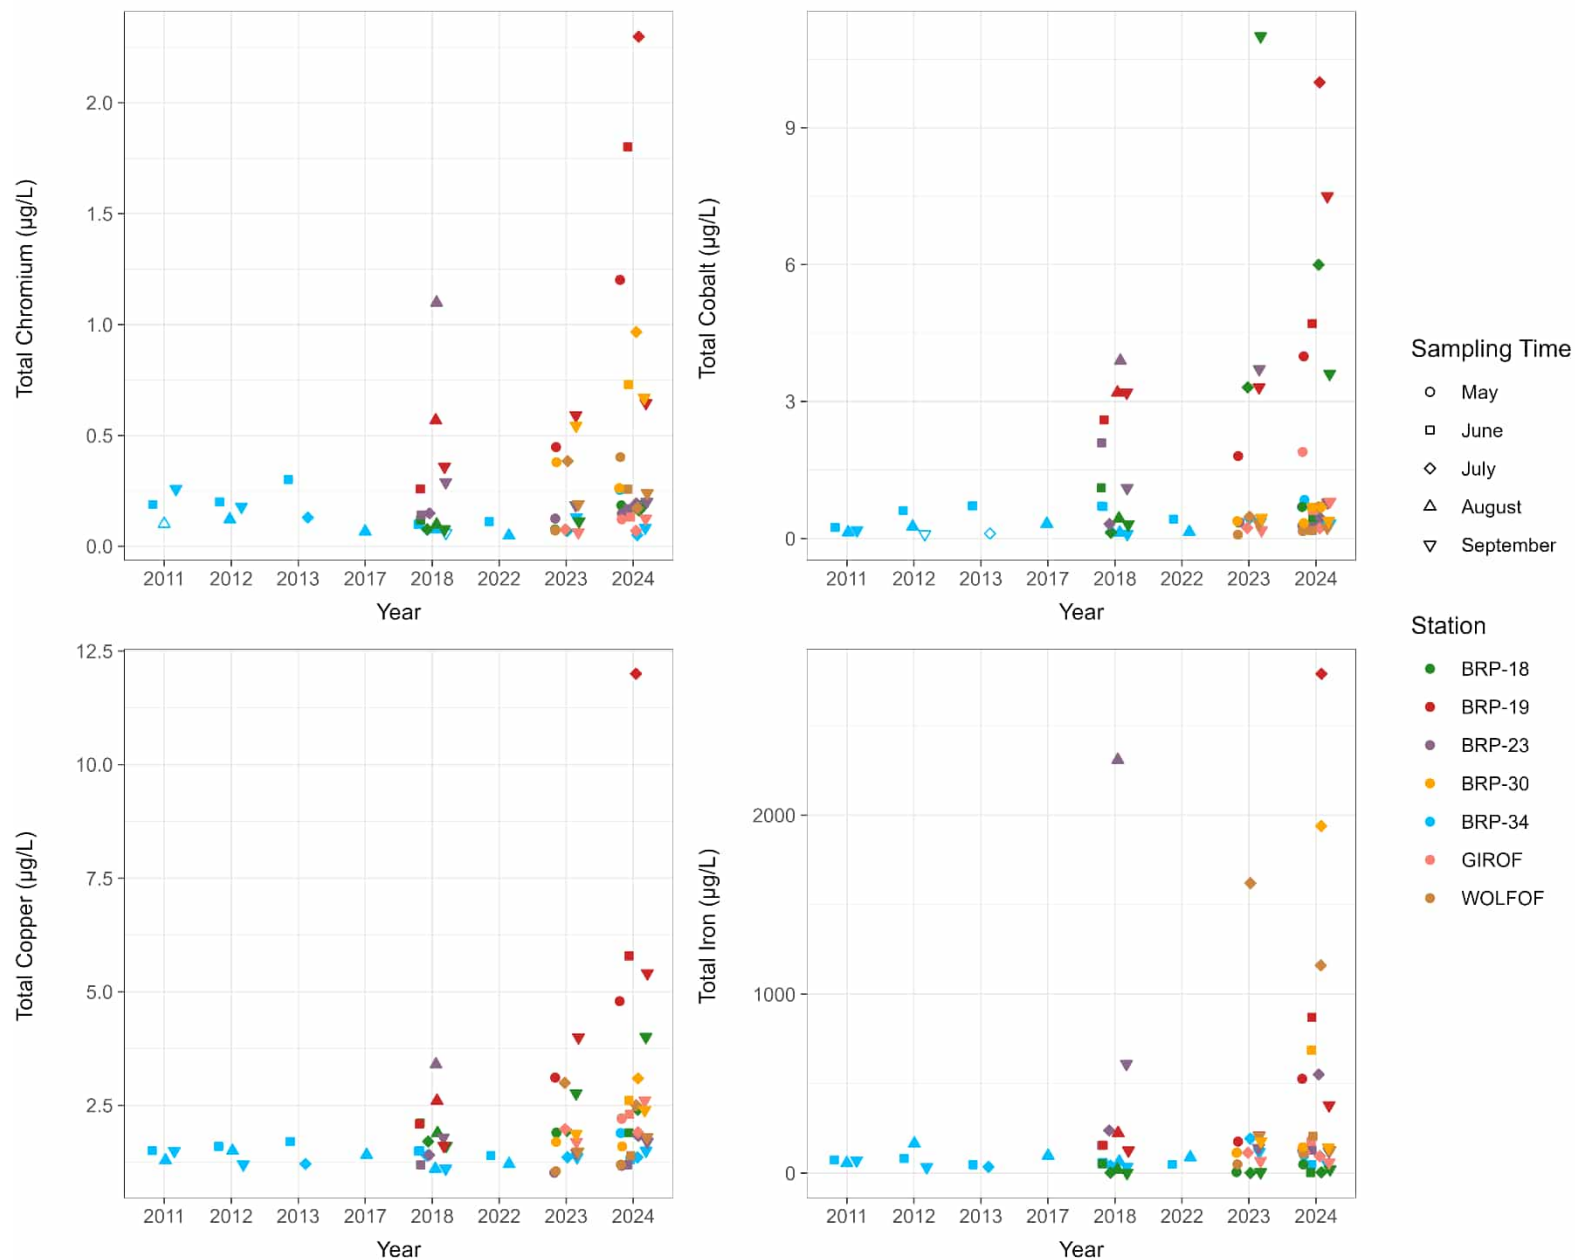 Total Chromium (µg/L)
2.0
1.5
1.0
0.5
0.0
2011 2012 2013 2017 2018 2022 2023 2024
Year
Total Cobalt (µg/L)
9
6
3
0
2011 2012 2013 2017 2018 2022 2023 2024
Year
Total Copper (µg/L)
12.5
10.0
7.5
5.0
2.5
2011 2012 2013 2017 2018 2022 2023 2024
Year
Total Iron (µg/L)
2000
1000
0
2011 2012 2013 2017 2018 2022 2023 2024
Year
Sampling Time
May
June
July
August
September
Station
BRP-18
BRP-19
BRP-23
BRP-30
BRP-34
GIROF
WOLFOF